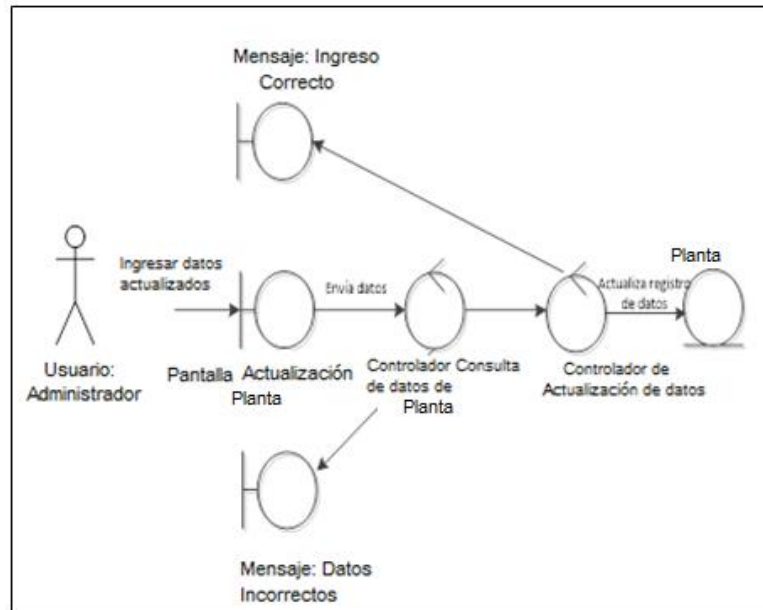 Mensaje: Ingreso
Correcto
Planta
Ingresar datos
actualizados
Envía datos
Actualiza registro
de datos
Usuario:
Administrador
Pantalla Actualización
Planta
Controlador Consulta
de datos de
Planta
Controlador de
Actualización de datos
Mensaje: Datos
Incorrectos